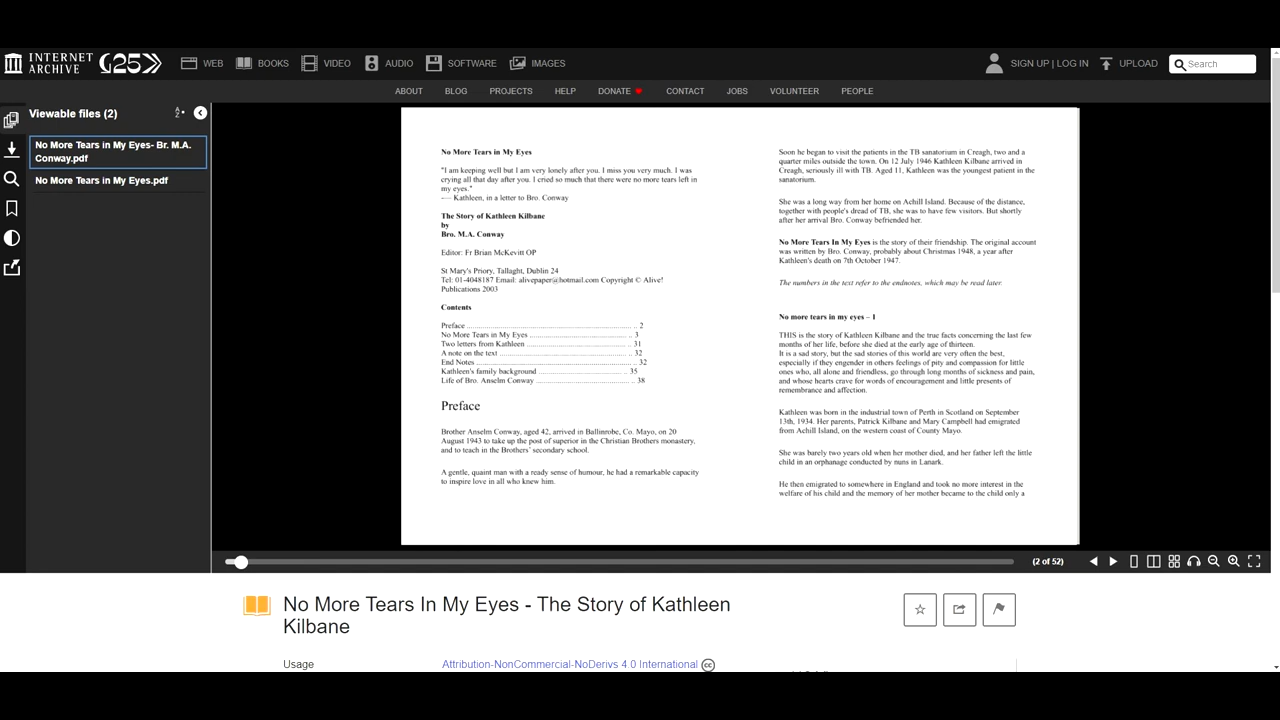 INTERNET
ARCHIVE
25
WEB
BOOKS
VIDEO
AUDIO
SOFTWARE
IMAGES
SIGN UP | LOG IN
UPLOAD
Search
ABOUT
BLOG
PROJECTS
HELP
DONATE
CONTACT
JOBS
VOLUNTEER
PEOPLE
Viewable files (2)
No More Tears in My Eyes- Br. M.A.
Conway.pdf
No More Tears in My Eyes.pdf
No More Tears in My Eyes
"I am keeping well but I am very lonely after you. I miss you very much. I was
crying all that day after you. I cried so much that there were no more tears left in
my eyes."
-— Kathleen, in a letter to Bro. Conway
The Story of Kathleen Kilbane
by
Bro. M.A. Conway
Editor: Fr Brian McKevitt OP
St Mary's Priory, Tallaght, Dublin 24
Tel: 01-4048187 Email: alivepaper@hotmail.com Copyright © Alive!
Publications 2003
Contents
Preface .. 2
No More Tears in My Eyes .. 3
Two letters from Kathleen .. 31
A note on the text .. 32
End Notes .. 32
Kathleen's family background .. 35
Life of Bro. Anselm Conway .. 38
Preface
Brother Anselm Conway, aged 42, arrived in Ballinrobe, Co. Mayo, on 20
August 1943 to take up the post of superior in the Christian Brothers monastery,
and to teach in the Brothers' secondary school.
A gentle, quaint man with a ready sense of humour, he had a remarkable capacity
to inspire love in all who knew him.
Soon he began to visit the patients in the TB sanatorium in Creagh, two and a
quarter miles outside the town. On 12 July 1946 Kathleen Kilbane arrived in
Creagh, seriously ill with TB. Aged 11, Kathleen was the youngest patient in the
sanatorium.
She was a long way from her home on Achill Island. Because of the distance,
together with people's dread of TB, she was to have few visitors. But shortly
after her arrival Bro. Conway befriended her.
No More Tears In My Eyes is the story of their friendship. The original account
was written by Bro. Conway, probably about Christmas 1948, a year after
Kathleen's death on 7th October 1947.
The numbers in the text refer to the endnotes, which may be read later.
No more tears in my eyes – 1
THIS is the story of Kathleen Kilbane and the true facts concerning the last few
months of her life, before she died at the early age of thirteen.
It is a sad story, but the sad stories of this world are very often the best,
especially if they engender in others feelings of pity and compassion for little
ones who, all alone and friendless, go through long months of sickness and pain,
and whose hearts crave for words of encouragement and little presents of
remembrance and affection.
Kathleen was born in the industrial town of Perth in Scotland on September
13th, 1934. Her parents, Patrick Kilbane and Mary Campbell had emigrated
from Achill Island, on the western coast of County Mayo.
She was barely two years old when her mother died, and her father left the little
child in an orphanage conducted by nuns in Lanark.
He then emigrated to somewhere in England and took no more interest in the
welfare of his child and the memory of her mother became to the child only a
(2 of 52)
No More Tears In My Eyes - The Story of Kathleen
Kilbane
Usage
Attribution-NonCommercial-NoDerivs 4.0 International
cc